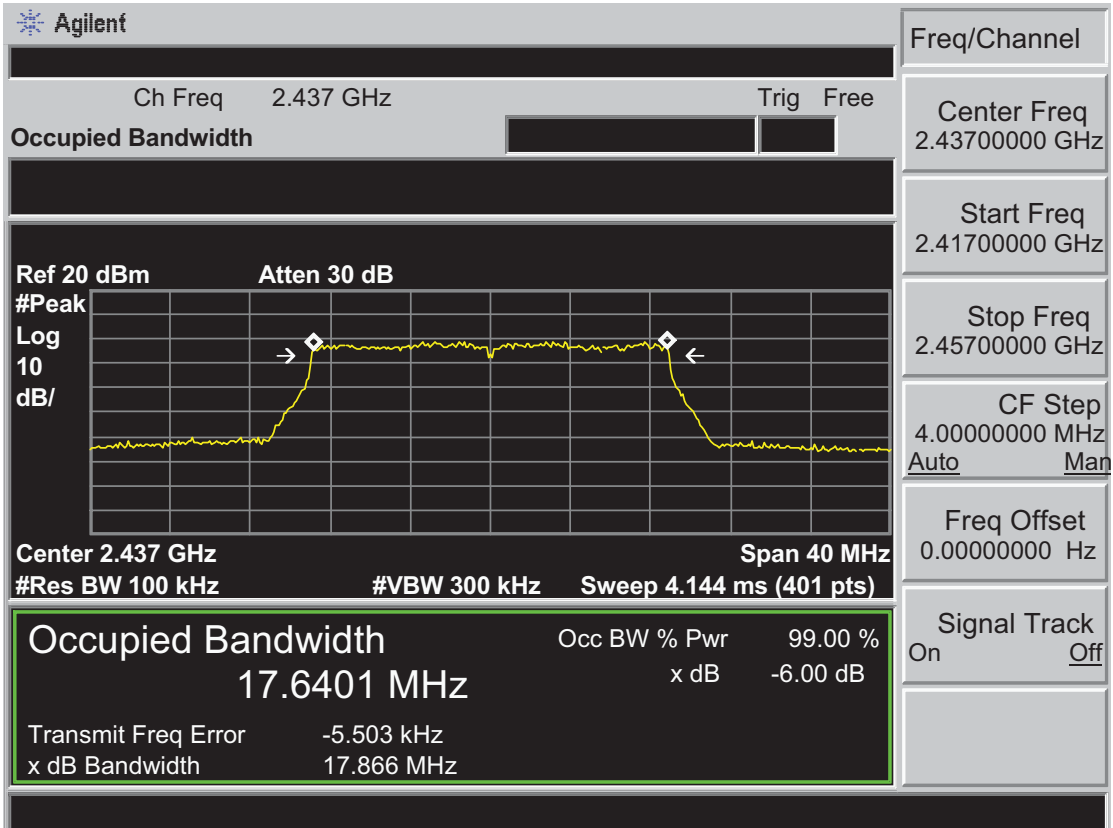 Agilent
Freq/Channel
Ch Freq 2.437 GHz Trig Free
Occupied Bandwidth
Center Freq
2.43700000 GHz
Start Freq
2.41700000 GHz
Stop Freq
2.45700000 GHz
CF Step
4.00000000 MHz
Auto Man
Freq Offset
0.00000000 Hz
Signal Track
On Off
Ref 20 dBm Atten 30 dB
#Peak
Log
10
dB/
Center 2.437 GHz Span 40 MHz
#Res BW 100 kHz #VBW 300 kHz Sweep 4.144 ms (401 pts)
Occupied Bandwidth Occ BW % Pwr 99.00 %
17.6401 MHz x dB -6.00 dB
Transmit Freq Error -5.503 kHz
x dB Bandwidth 17.866 MHz